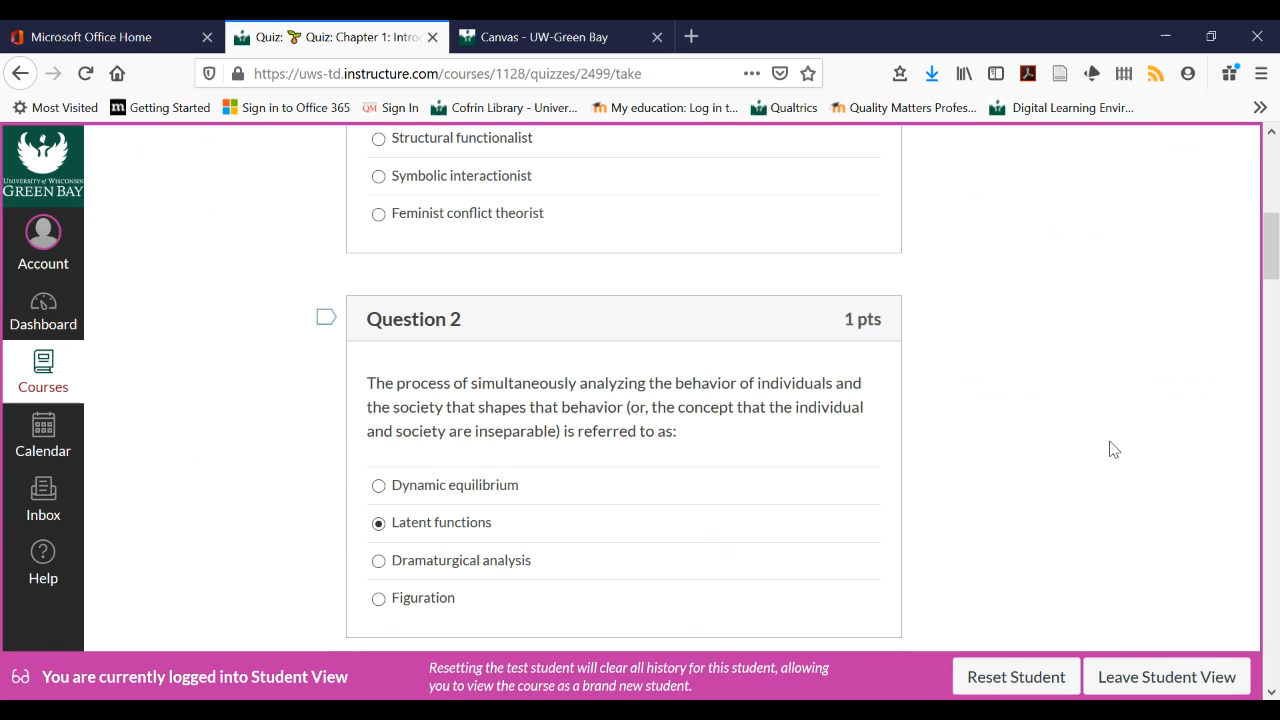 Microsoft Office Home
Quiz: Quiz: Chapter 1: Intro
Canvas - UW-Green Bay
https://uws-td.instructure.com/courses/1128/quizzes/2499/take
Most Visited
Getting Started
Sign in to Office 365
QM Sign In
Cofrin Library - Univer...
My education: Log in t...
Qualtrics
Quality Matters Profes...
Digital Learning Envir...
UNIVERSITY of WISCONSIN
GREEN BAY
Account
Dashboard
Courses
Calendar
Inbox
Help
Structural functionalist
Symbolic interactionist
Feminist conflict theorist
Question 2
1 pts
The process of simultaneously analyzing the behavior of individuals and
the society that shapes that behavior (or, the concept that the individual
and society are inseparable) is referred to as:
Dynamic equilibrium
Latent functions
Dramaturgical analysis
Figuration
You are currently logged into Student View
Resetting the test student will clear all history for this student, allowing
you to view the course as a brand new student.
Reset Student
Leave Student View